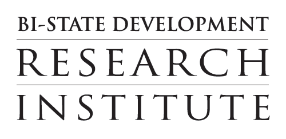 BI-STATE DEVELOPMENT
RESEARCH
INSTITUTE